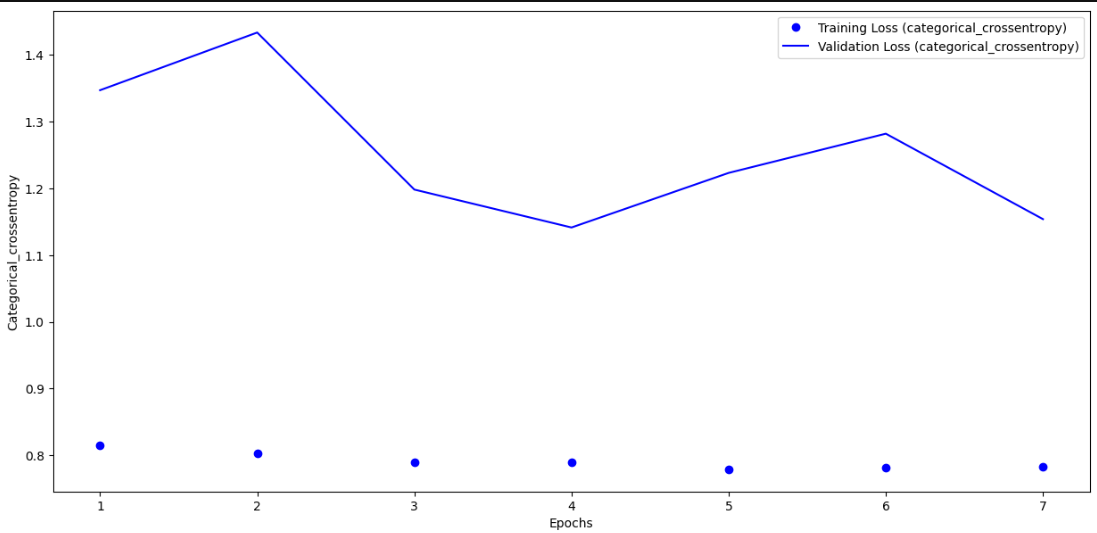 Training Loss (categorical_crossentropy)
Validation Loss (categorical_crossentropy)
1.4
1.3
1.2
1.1
1.0
0.9
0.8
Categorical_crossentropy
1 2 3 4 5 6 7
Epochs